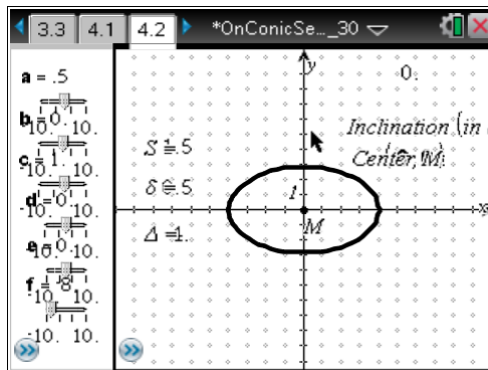 3.3 4.1 4.2 *OnConicSe..._30
a = .5
b = 0.
-10. 10.
c = 1.
-10. 10.
d = 0.
-10. 10.
e = 0.
-10. 10.
f = -8.
-10. 10.
-10. 10.
y
0.
Inclination (in
Center, M
S = 1.5
δ = .5
1
M
x